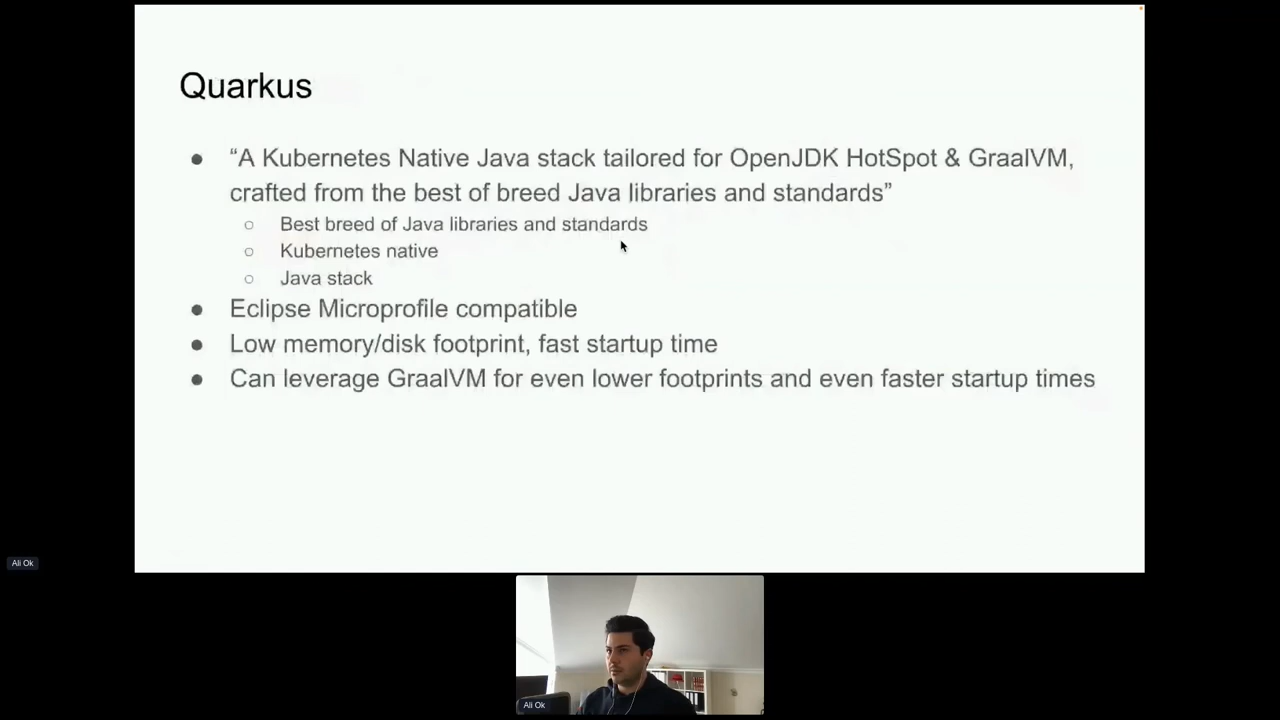 Quarkus
● “A Kubernetes Native Java stack tailored for OpenJDK HotSpot & GraalVM,
crafted from the best of breed Java libraries and standards”
○ Best breed of Java libraries and standards
○ Kubernetes native
○ Java stack
● Eclipse Microprofile compatible
● Low memory/disk footprint, fast startup time
● Can leverage GraalVM for even lower footprints and even faster startup times
Ali Ok
Ali Ok